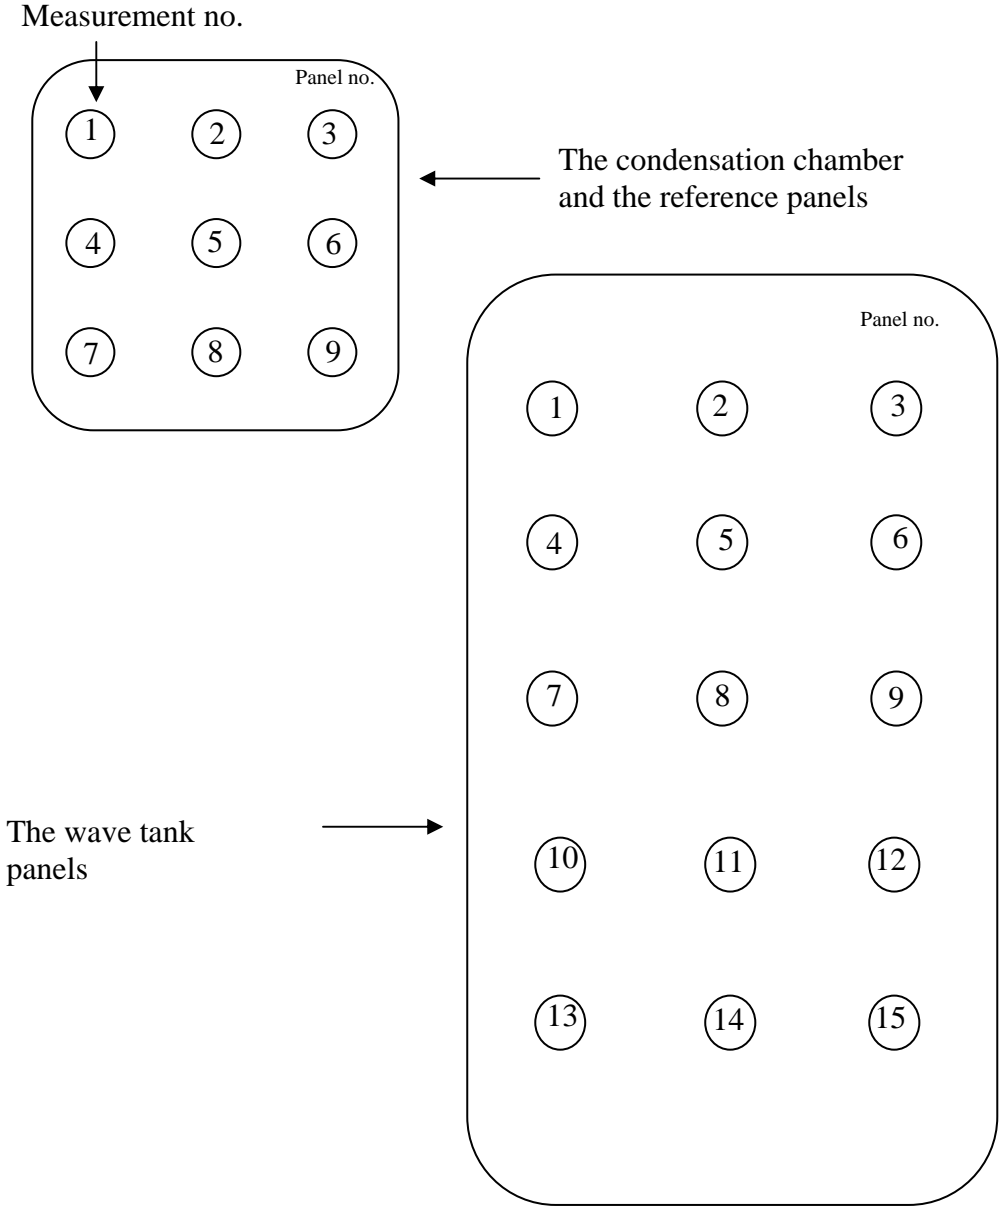 Measurement no.
Panel no.
1 2 3
4 5 6
7 8 9
The condensation chamber
and the reference panels
Panel no.
1 2 3
4 5 6
7 8 9
10 11 12
13 14 15
The wave tank
panels